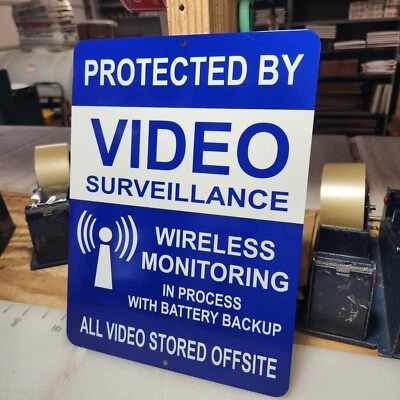 PROTECTED BY
VIDEO
SURVEILLANCE
WIRELESS
MONITORING
IN PROCESS
WITH BATTERY BACKUP
ALL VIDEO STORED OFFSITE